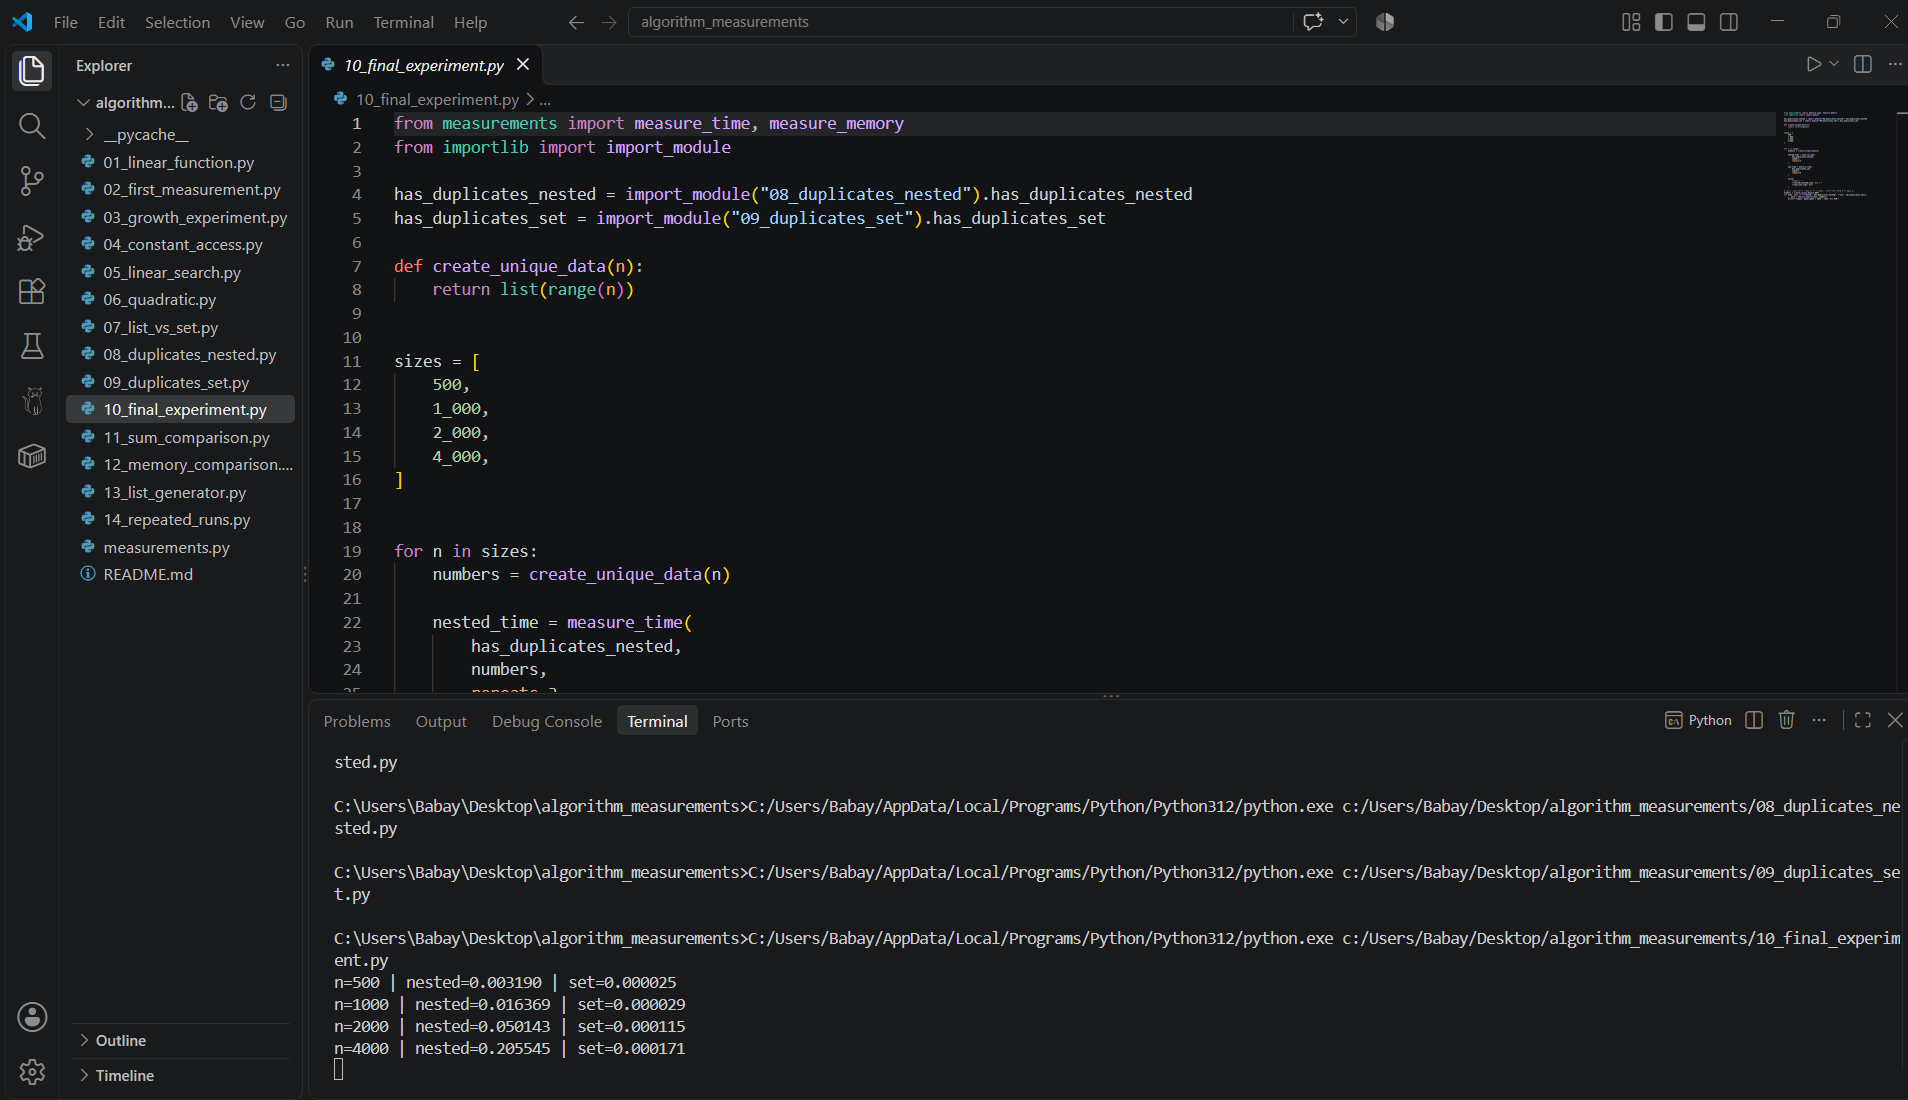 File Edit Selection View Go Run Terminal Help
algorithm_measurements
Explorer
algorithm...
__pycache__
01_linear_function.py
02_first_measurement.py
03_growth_experiment.py
04_constant_access.py
05_linear_search.py
06_quadratic.py
07_list_vs_set.py
08_duplicates_nested.py
09_duplicates_set.py
10_final_experiment.py
11_sum_comparison.py
12_memory_comparison....
13_list_generator.py
14_repeated_runs.py
measurements.py
README.md
Outline
Timeline
10_final_experiment.py
10_final_experiment.py > ...
1 from measurements import measure_time, measure_memory
2 from importlib import import_module
3
4 has_duplicates_nested = import_module("08_duplicates_nested").has_duplicates_nested
5 has_duplicates_set = import_module("09_duplicates_set").has_duplicates_set
6
7 def create_unique_data(n):
8     return list(range(n))
9
10
11 sizes = [
12     500,
13     1_000,
14     2_000,
15     4_000,
16 ]
17
18
19 for n in sizes:
20     numbers = create_unique_data(n)
21
22     nested_time = measure_time(
23         has_duplicates_nested,
24         numbers,
Problems Output Debug Console Terminal Ports
Python
sted.py
C:\Users\Babay\Desktop\algorithm_measurements>C:/Users/Babay/AppData/Local/Programs/Python/Python312/python.exe c:/Users/Babay/Desktop/algorithm_measurements/08_duplicates_ne
sted.py
C:\Users\Babay\Desktop\algorithm_measurements>C:/Users/Babay/AppData/Local/Programs/Python/Python312/python.exe c:/Users/Babay/Desktop/algorithm_measurements/09_duplicates_se
t.py
C:\Users\Babay\Desktop\algorithm_measurements>C:/Users/Babay/AppData/Local/Programs/Python/Python312/python.exe c:/Users/Babay/Desktop/algorithm_measurements/10_final_experim
ent.py
n=500 | nested=0.003190 | set=0.000025
n=1000 | nested=0.016369 | set=0.000029
n=2000 | nested=0.050143 | set=0.000115
n=4000 | nested=0.205545 | set=0.000171